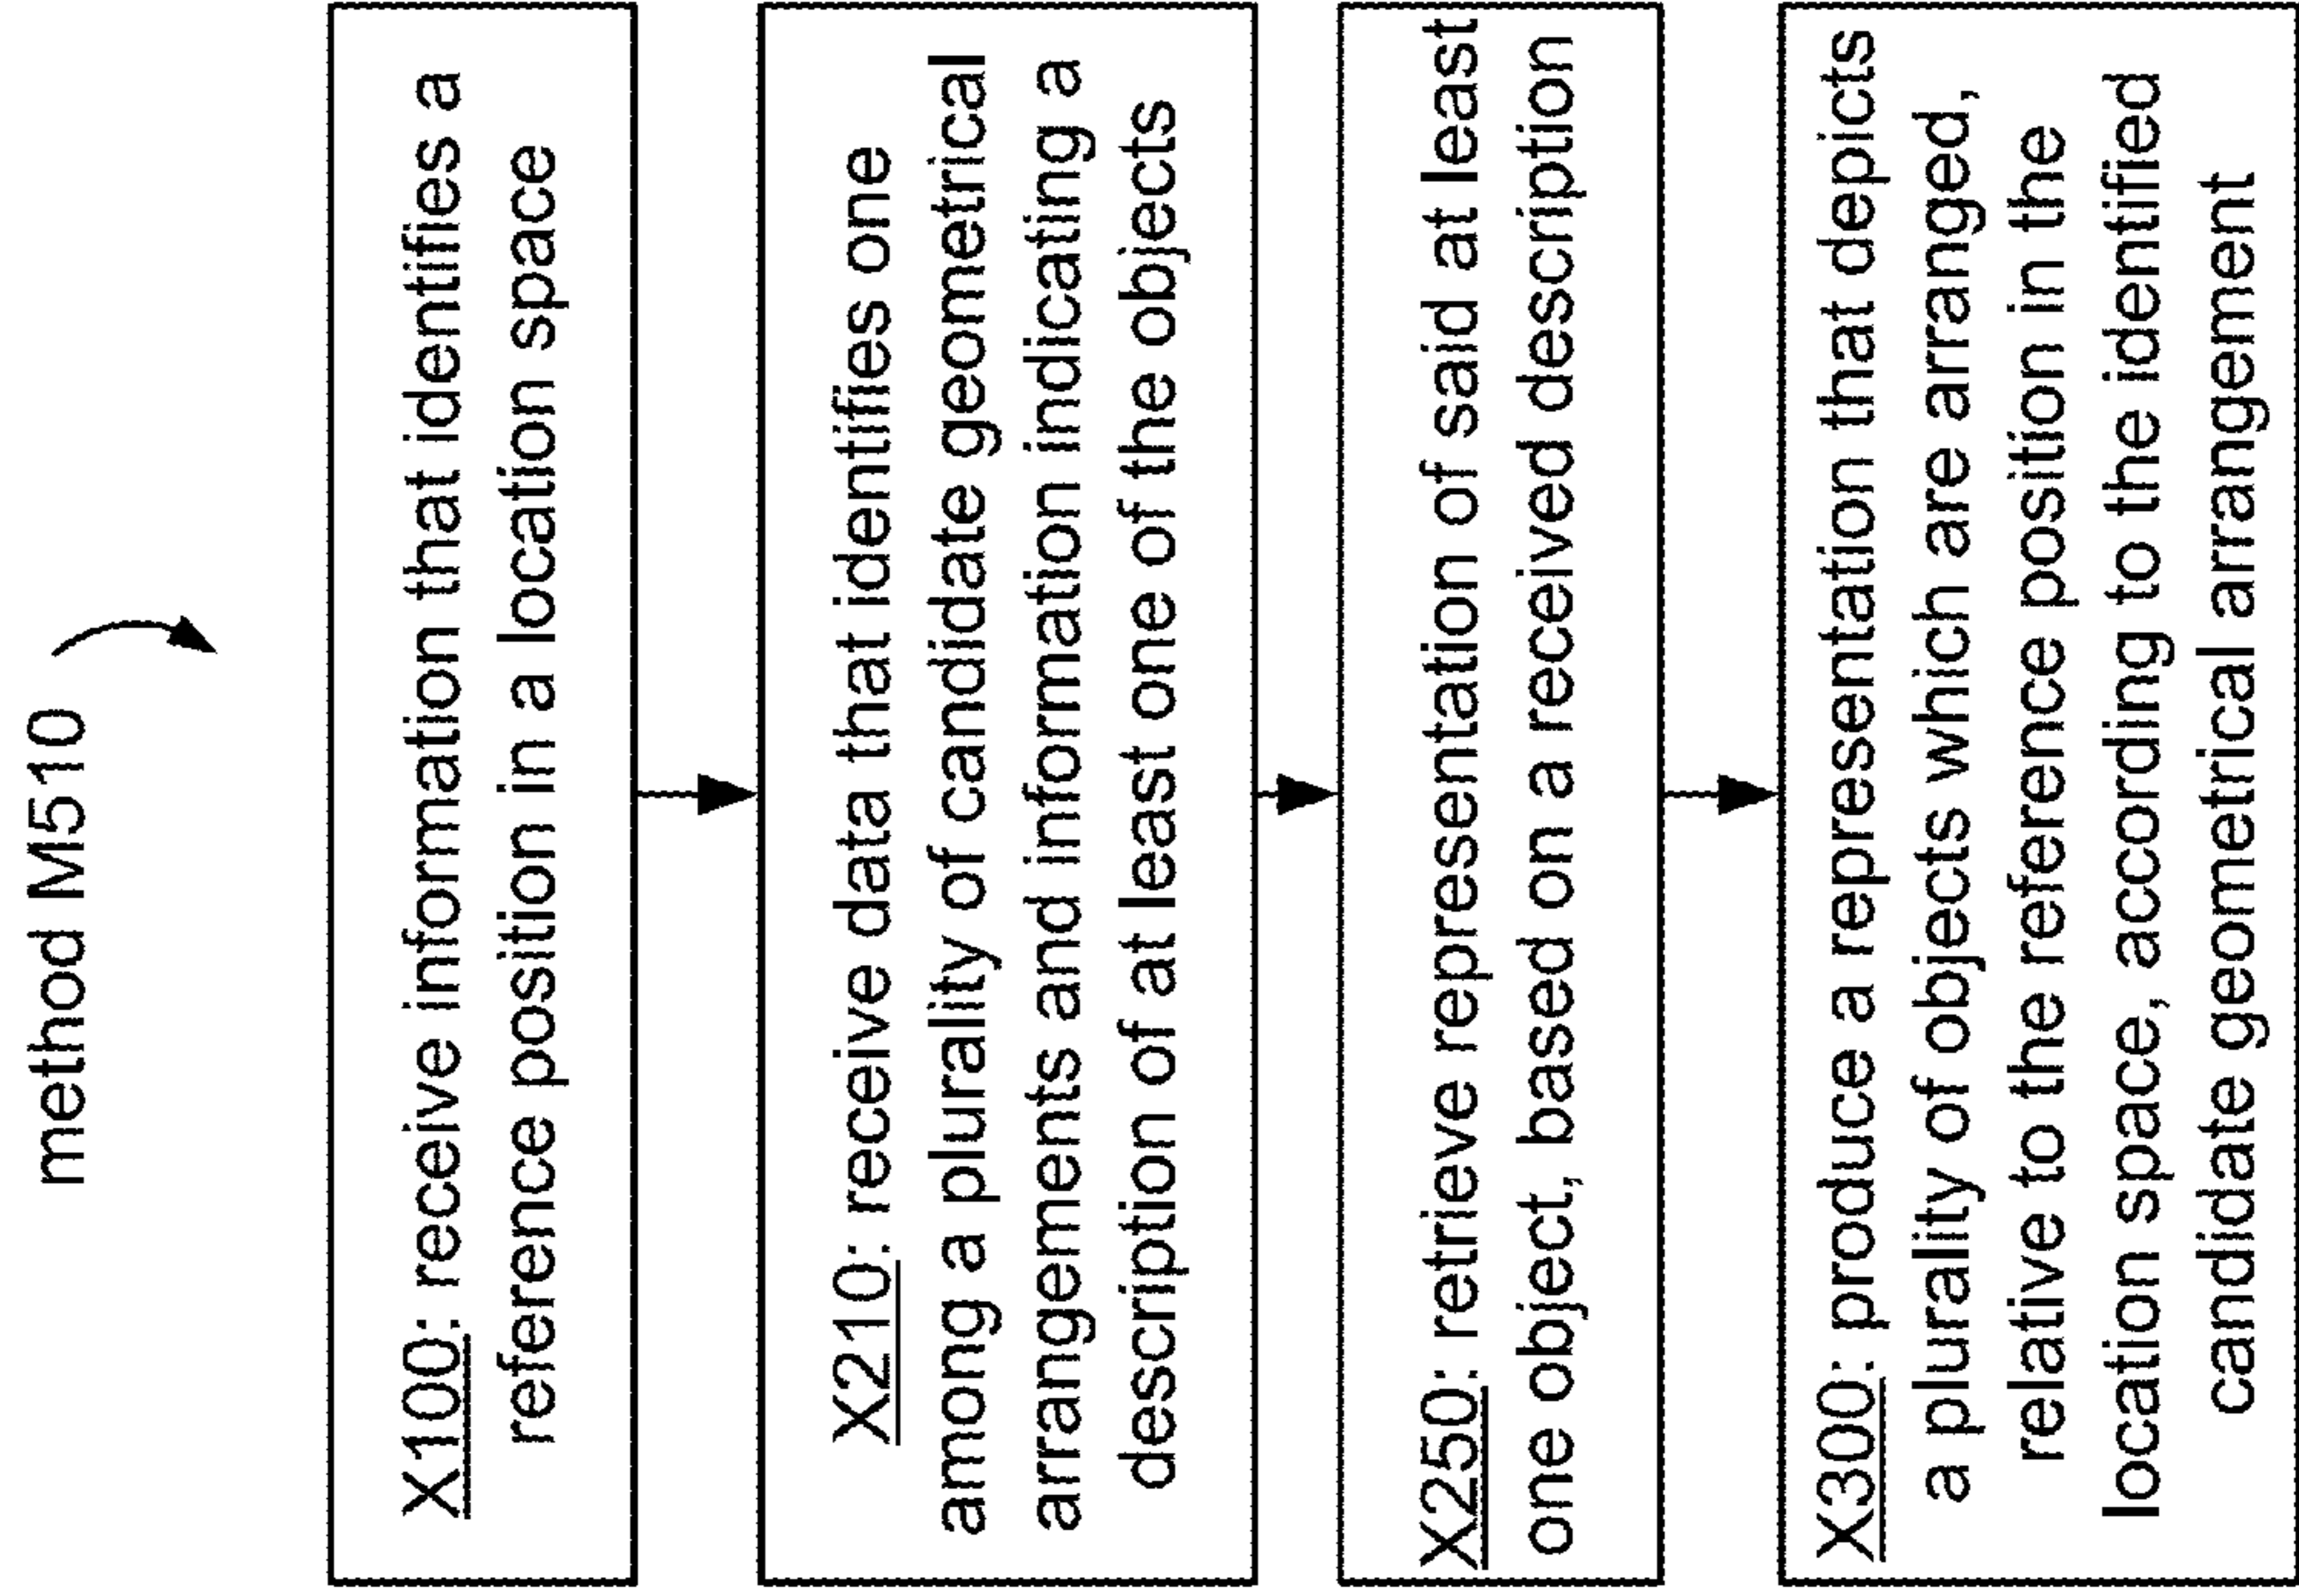 method M510
X100: receive information that identifies a
reference position in a location space
X210: receive data that identifies one
among a plurality of candidate geometrical
arrangements and information indicating a
description of at least one of the objects
X250: retrieve representation of said at least
one object, based on a received description
X300: produce a representation that depicts
a plurality of objects which are arranged,
relative to the reference position in the
location space, according to the identified
candidate geometrical arrangement